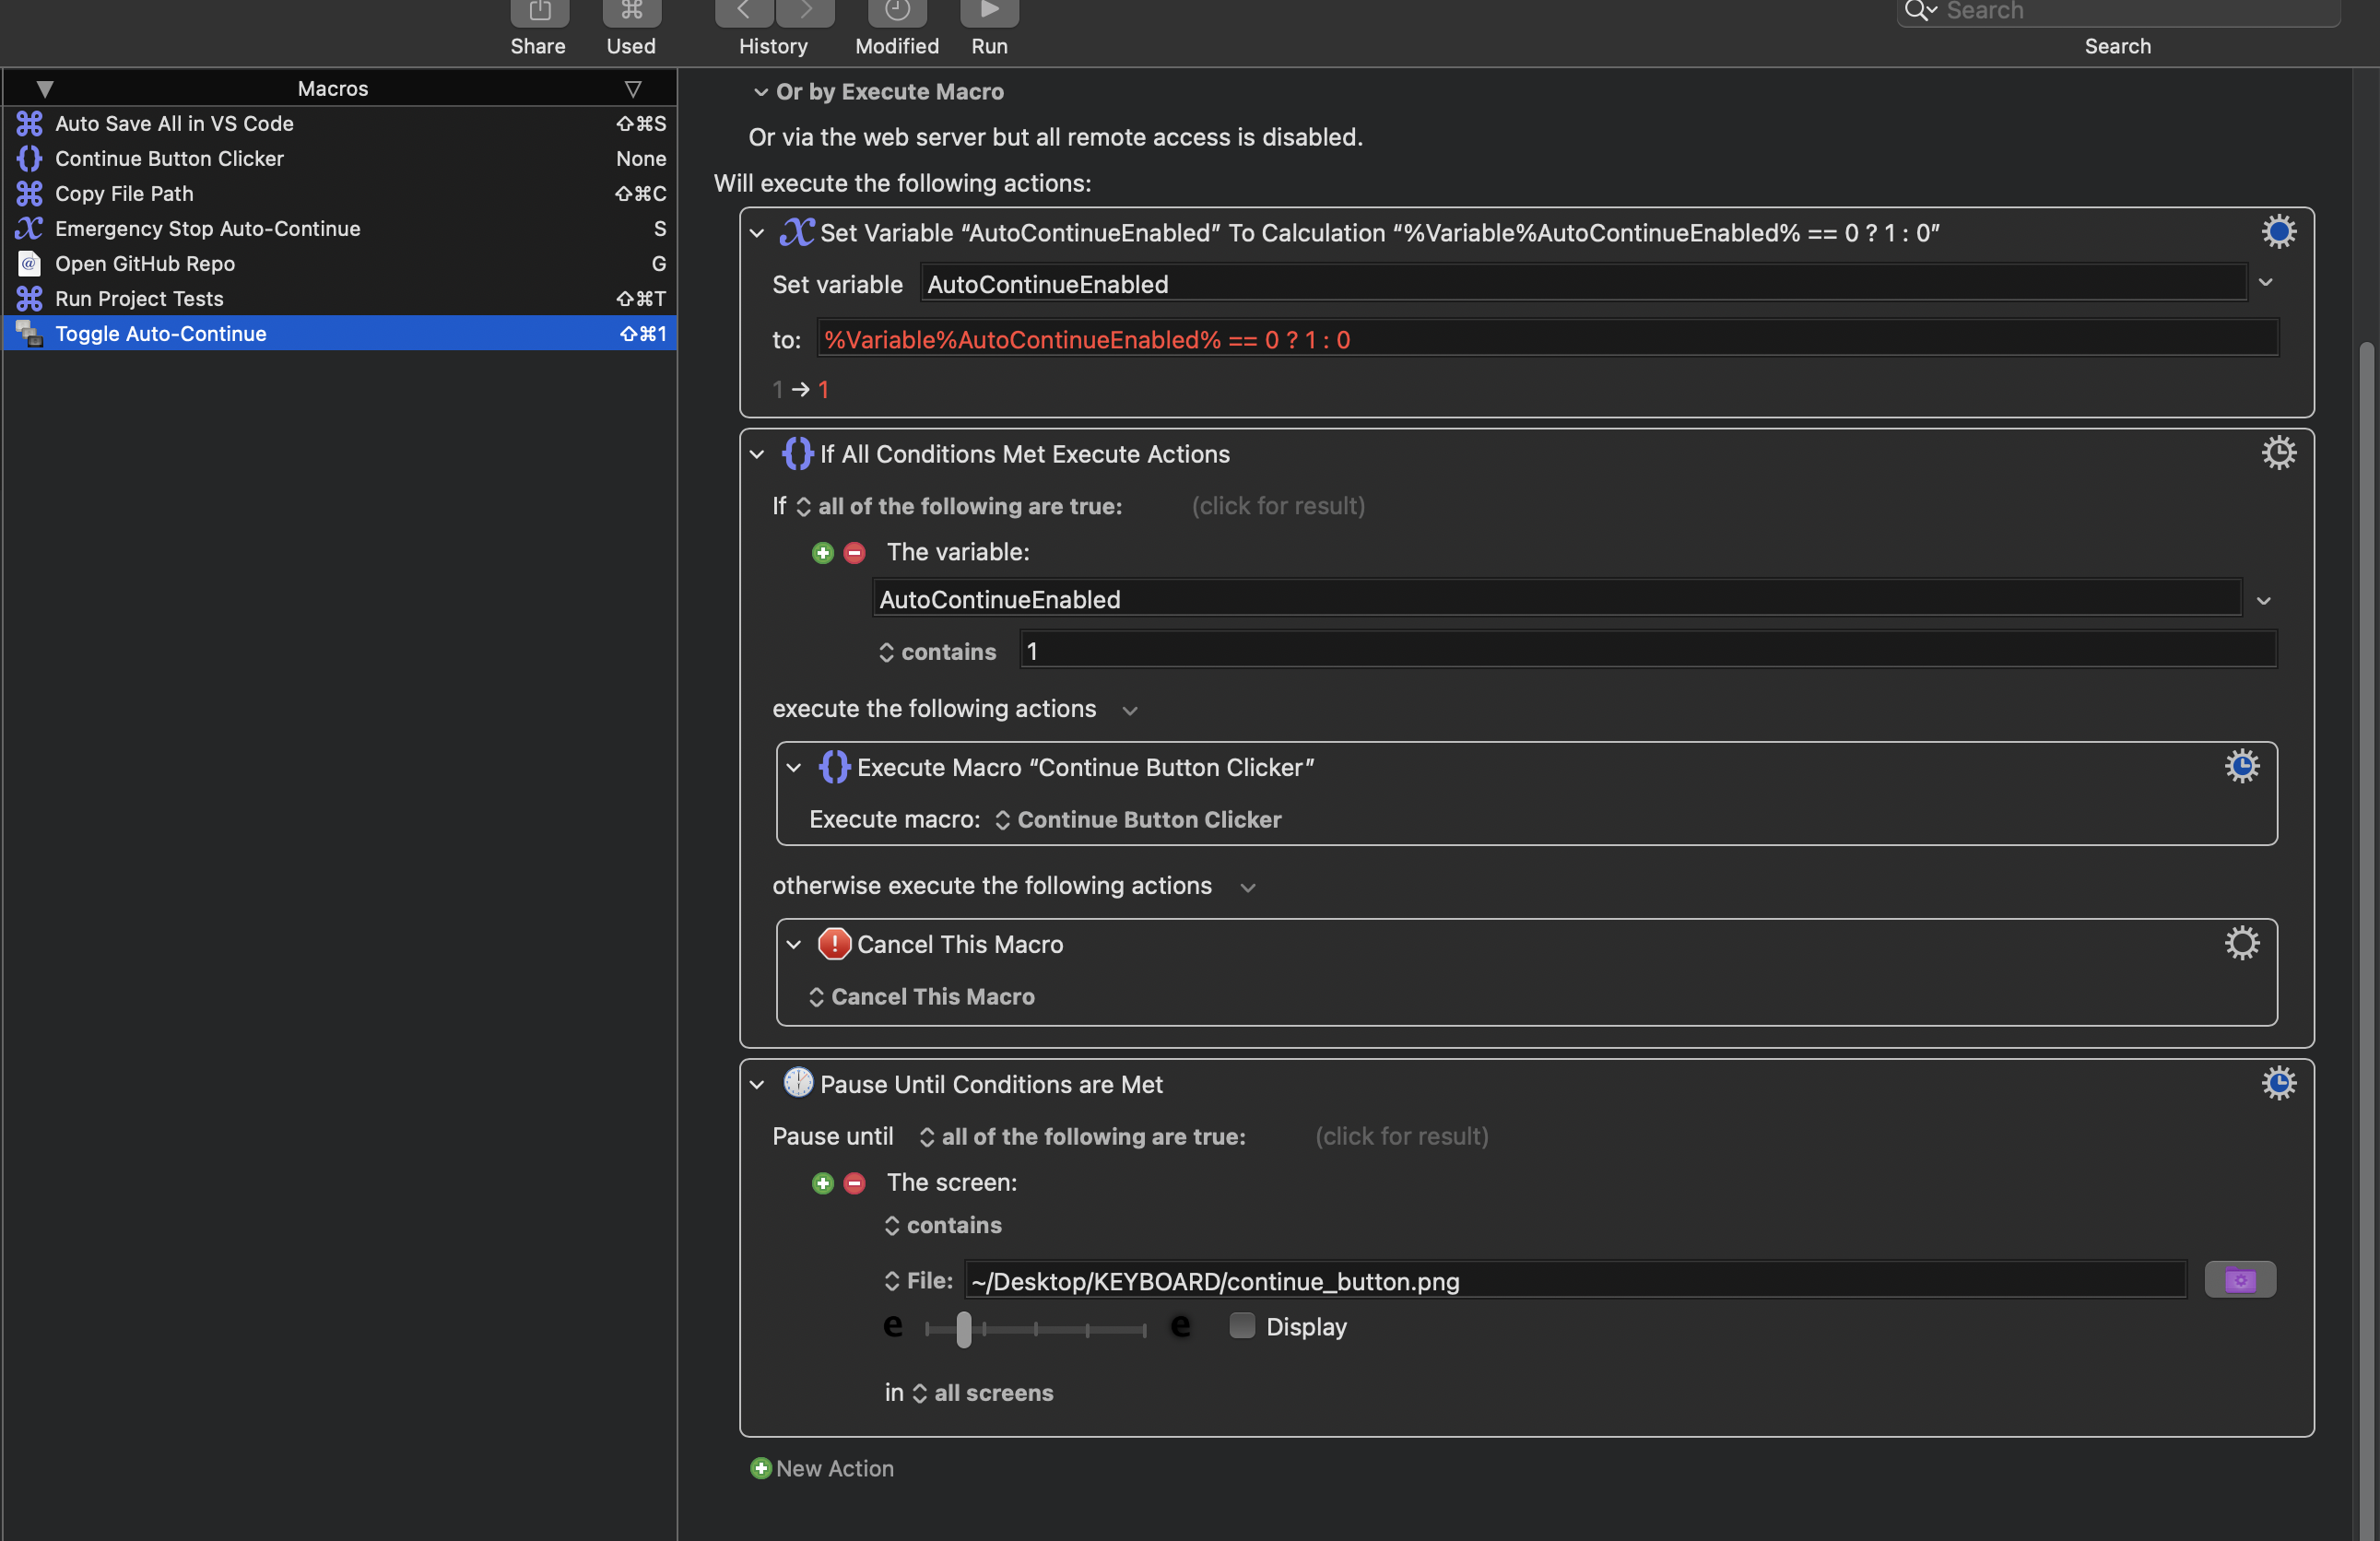 Share
Used
History
Modified
Run
Search
Search
Macros
Auto Save All in VS Code ⇧⌘S
Continue Button Clicker None
Copy File Path ⇧⌘C
Emergency Stop Auto-Continue S
Open GitHub Repo G
Run Project Tests ⇧⌘T
Toggle Auto-Continue ⇧⌘1
Or by Execute Macro
Or via the web server but all remote access is disabled.
Will execute the following actions:
Set Variable “AutoContinueEnabled” To Calculation “%Variable%AutoContinueEnabled% == 0 ? 1 : 0”
Set variable AutoContinueEnabled
to: %Variable%AutoContinueEnabled% == 0 ? 1 : 0
1 → 1
If All Conditions Met Execute Actions
If all of the following are true: (click for result)
The variable:
AutoContinueEnabled
contains 1
execute the following actions
Execute Macro “Continue Button Clicker”
Execute macro: Continue Button Clicker
otherwise execute the following actions
Cancel This Macro
Cancel This Macro
Pause Until Conditions are Met
Pause until all of the following are true: (click for result)
The screen:
contains
File: ~/Desktop/KEYBOARD/continue_button.png
e e Display
in all screens
New Action